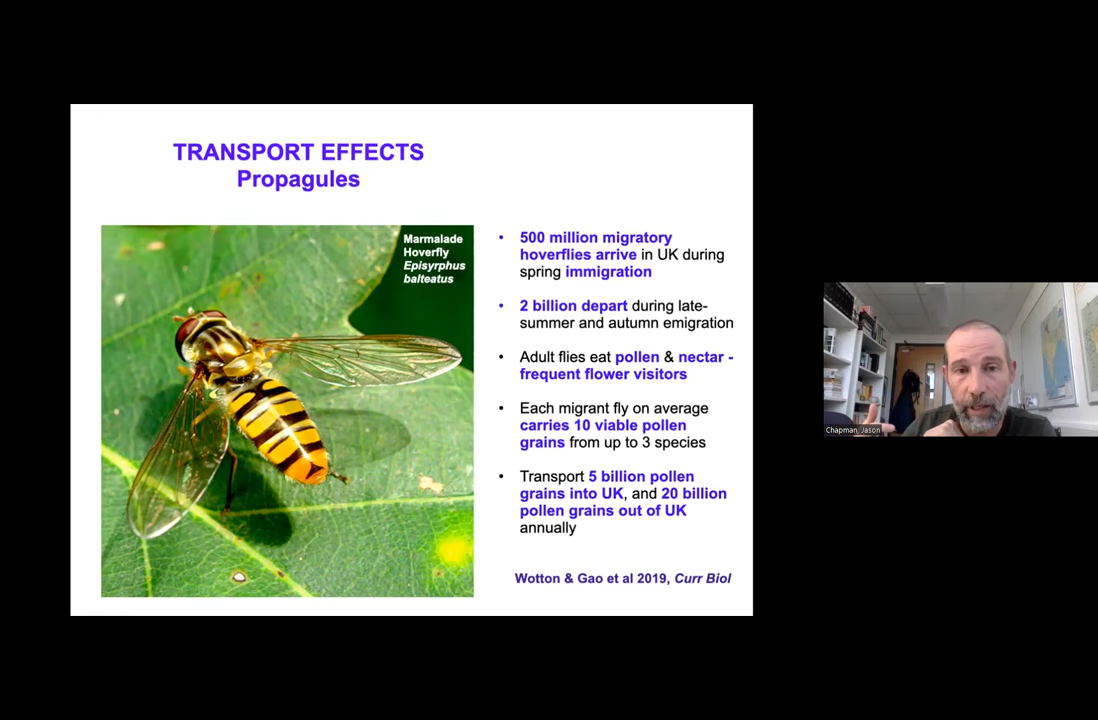 TRANSPORT EFFECTS
Propagules
Marmalade
Hoverfly
Episyrphus
balteatus
• 500 million migratory
hoverflies arrive in UK during
spring immigration
• 2 billion depart during late-
summer and autumn emigration
• Adult flies eat pollen & nectar -
frequent flower visitors
• Each migrant fly on average
carries 10 viable pollen
grains from up to 3 species
• Transport 5 billion pollen
grains into UK, and 20 billion
pollen grains out of UK
annually
Wotton & Gao et al 2019, Curr Biol
Chapman, Jason